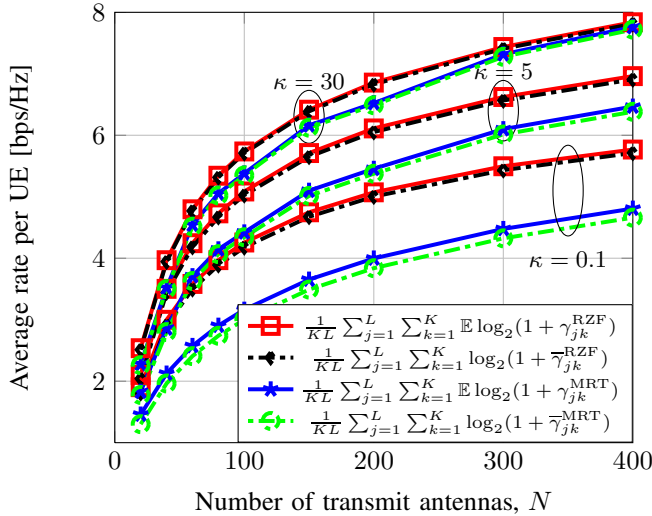 8
6
4
2
0
100
200
300
400
Average rate per UE [bps/Hz]
Number of transmit antennas, N
κ = 30
κ = 5
κ = 0.1
1/KL ∑_{j=1}^{L} ∑_{k=1}^{K} 𝔼 log₂(1 + γ_{jk}^{RZF})
1/KL ∑_{j=1}^{L} ∑_{k=1}^{K} log₂(1 + γ̅_{jk}^{RZF})
1/KL ∑_{j=1}^{L} ∑_{k=1}^{K} 𝔼 log₂(1 + γ_{jk}^{MRT})
1/KL ∑_{j=1}^{L} ∑_{k=1}^{K} log₂(1 + γ̅_{jk}^{MRT})